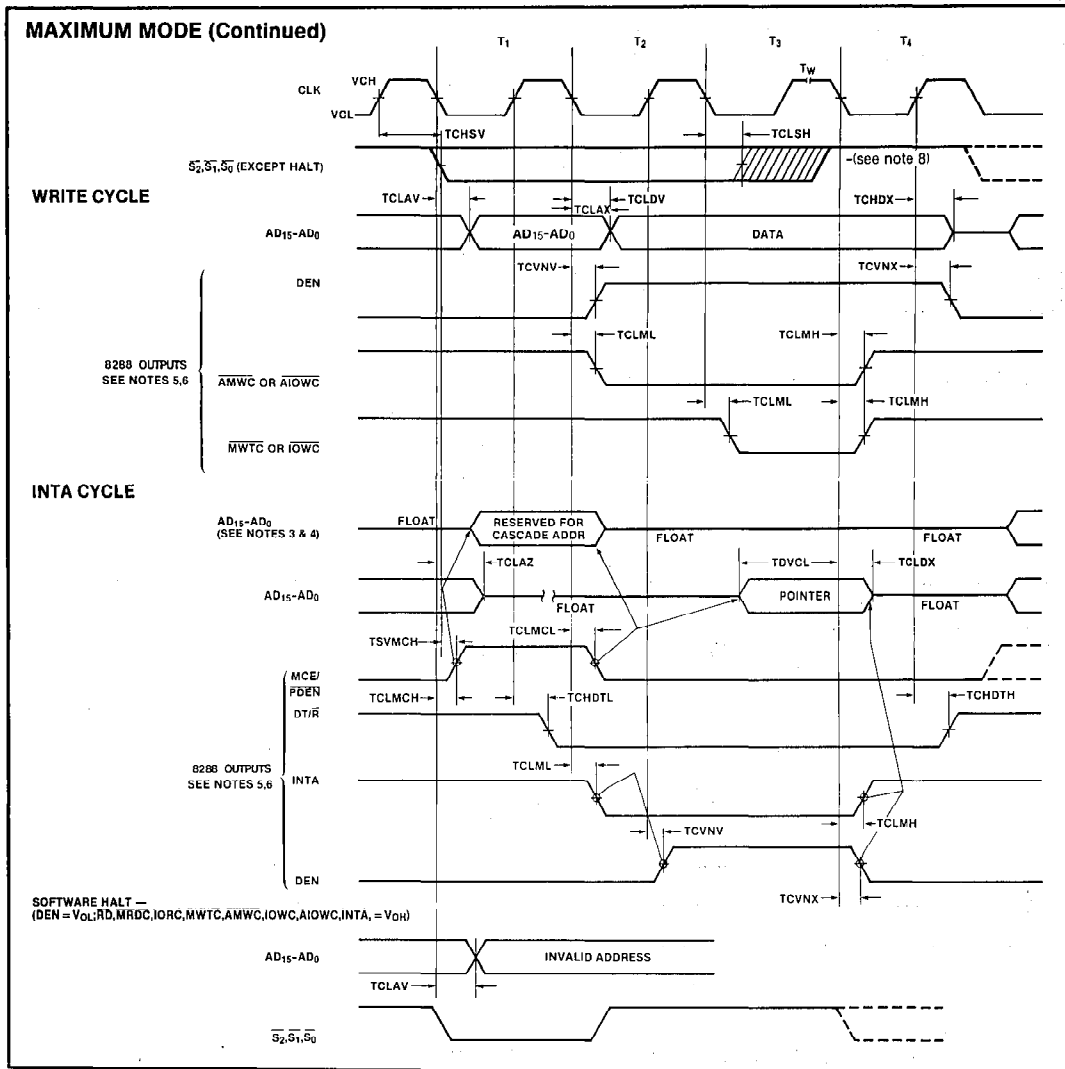 MAXIMUM MODE (Continued)
T1 T2 T3 T4
TW
VCH
CLK
VCL
TCHSV
TCLSH
S2,S1,S0 (EXCEPT HALT)
-(see note 8)
WRITE CYCLE
TCLAV
TCLDV
TCLAX
TCHDX
AD15-AD0
AD15-AD0
DATA
TCVNV
TCVNX
DEN
TCLML
TCLMH
8288 OUTPUTS
SEE NOTES 5,6
AMWC OR AIOWC
TCLML
TCLMH
MWTC OR IOWC
INTA CYCLE
AD15-AD0
(SEE NOTES 3 & 4)
FLOAT
RESERVED FOR
CASCADE ADDR
FLOAT
FLOAT
TCLAZ
TDVCL
TCLDX
AD15-AD0
FLOAT
POINTER
FLOAT
TSVMCH
TCLMCL
MCE/
PDEN
TCLMCH
TCHDTL
TCHDTH
DT/R
TCLML
8288 OUTPUTS
SEE NOTES 5,6
INTA
TCLMH
TCVNV
DEN
TCVNX
SOFTWARE HALT —
(DEN = VOL;RD,MRDC,IORC,MWTC,AMWC,IOWC,AIOWC,INTA, = VOH)
AD15-AD0
INVALID ADDRESS
TCLAV
S2,S1,S0